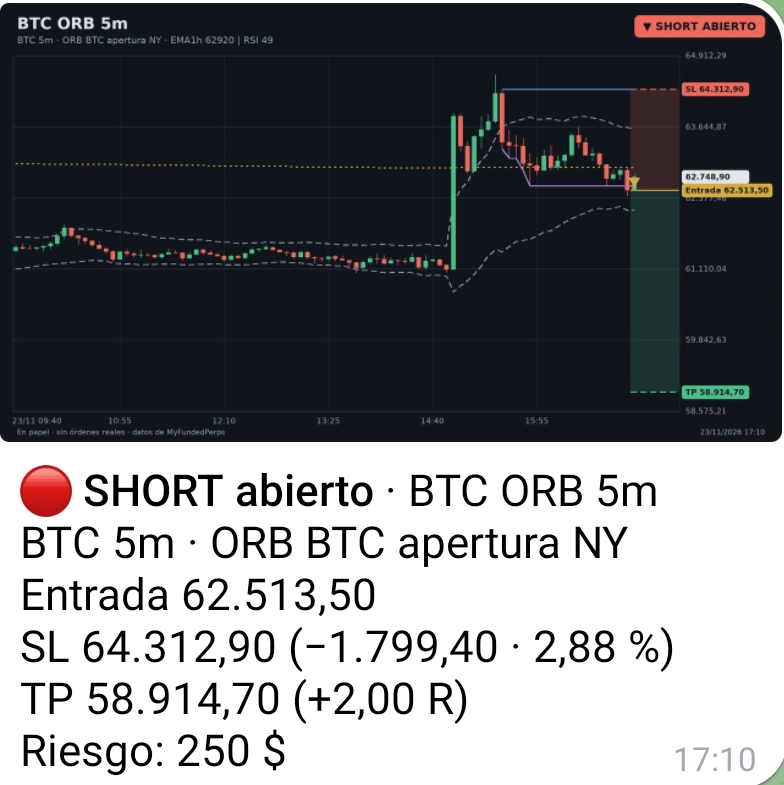 BTC ORB 5m
BTC 5m · ORB BTC apertura NY · EMA1h 62920 | RSI 49
▼ SHORT ABIERTO
64.912,29
SL 64.312,90
63.644,87
62.748,90
Entrada 62.513,50
62.377,46
61.110,04
59.842,63
TP 58.914,70
58.575,21
23/11 09:40 10:55 12:10 13:25 14:40 15:55
En papel · sin órdenes reales · datos de MyFundedPerps
23/11/2026 17:10
🔴 SHORT abierto · BTC ORB 5m
BTC 5m · ORB BTC apertura NY
Entrada 62.513,50
SL 64.312,90 (−1.799,40 · 2,88 %)
TP 58.914,70 (+2,00 R)
Riesgo: 250 $
17:10